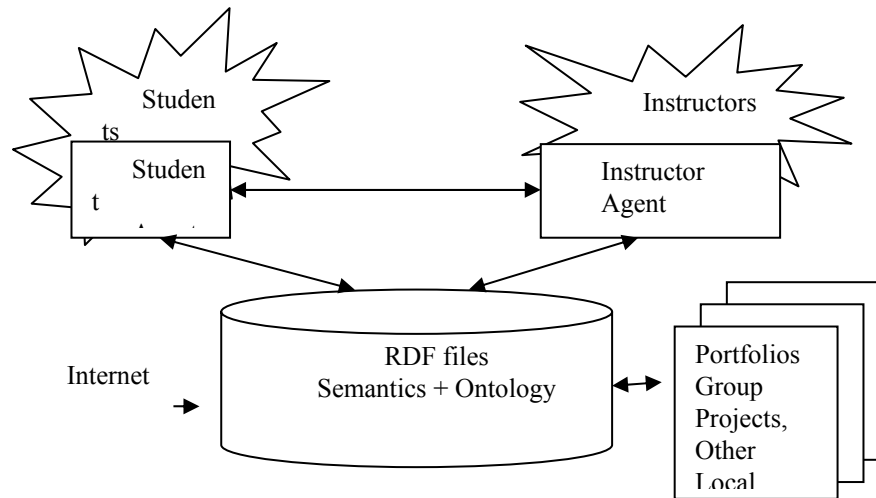 Studen
ts
Instructors
Studen
t
Instructor
Agent
RDF files
Semantics + Ontology
Internet
Portfolios
Group
Projects,
Other
Local